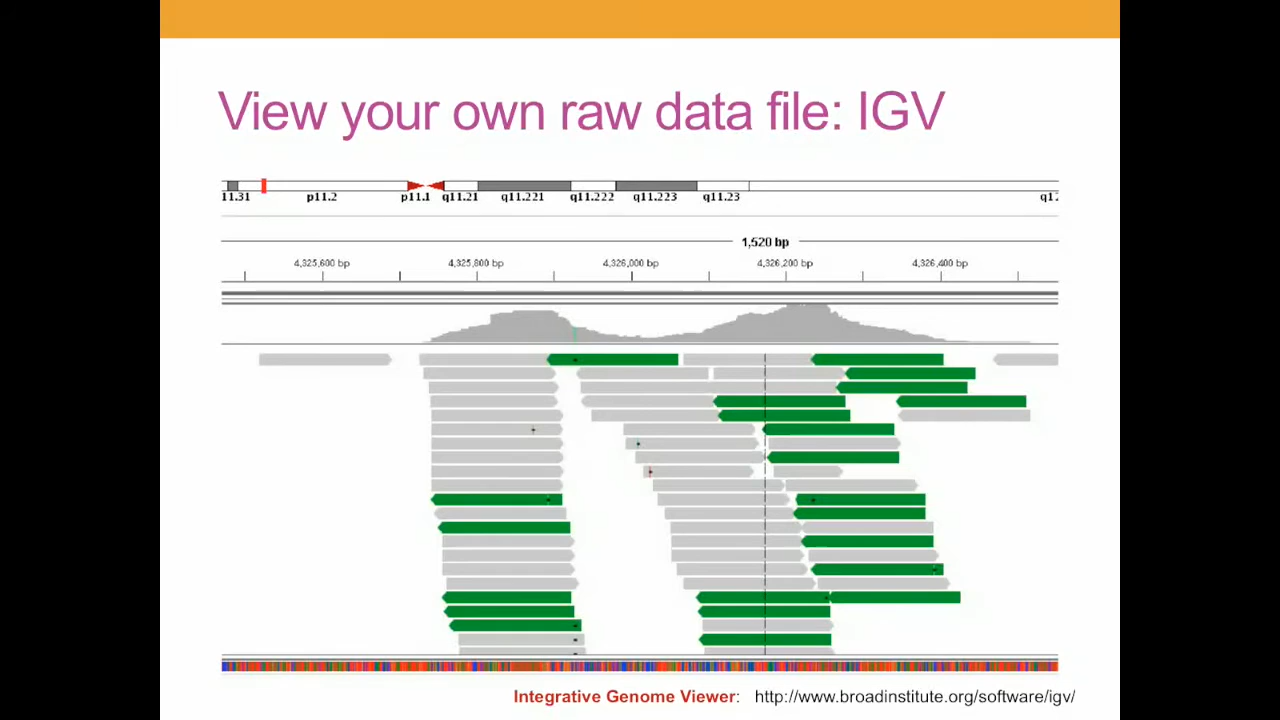 View your own raw data file: IGV
11.31 p11.2 p11.1 q11.21 q11.221 q11.222 q11.223 q11.23
1,520 bp
4,325,600 bp 4,325,800 bp 4,326,000 bp 4,326,200 bp 4,326,400 bp
Integrative Genome Viewer: http://www.broadinstitute.org/software/igv/